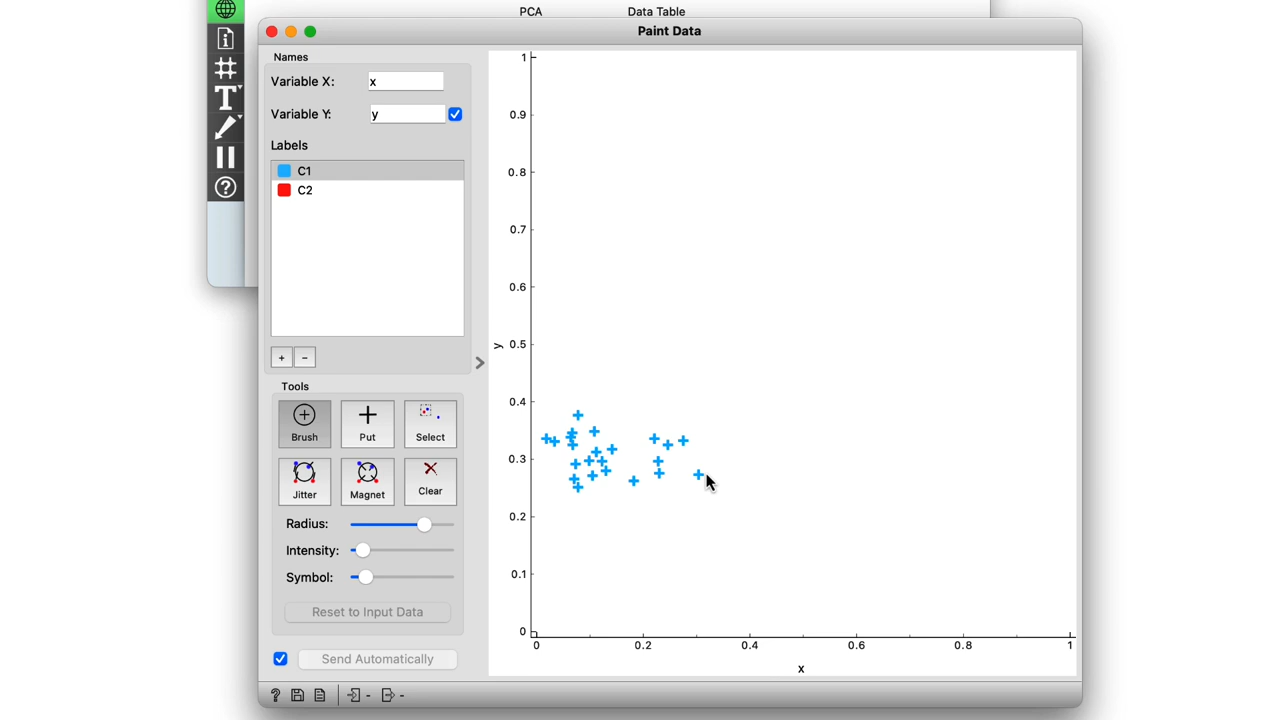 PCA Data Table
Paint Data
Names
Variable X: x
Variable Y: y
Labels
C1
C2
+ −
Tools
Brush Put Select
Jitter Magnet Clear
Radius:
Intensity:
Symbol:
Reset to Input Data
Send Automatically
1
0.9
0.8
0.7
0.6
0.5
0.4
0.3
0.2
0.1
0
y
0 0.2 0.4 0.6 0.8 1
x